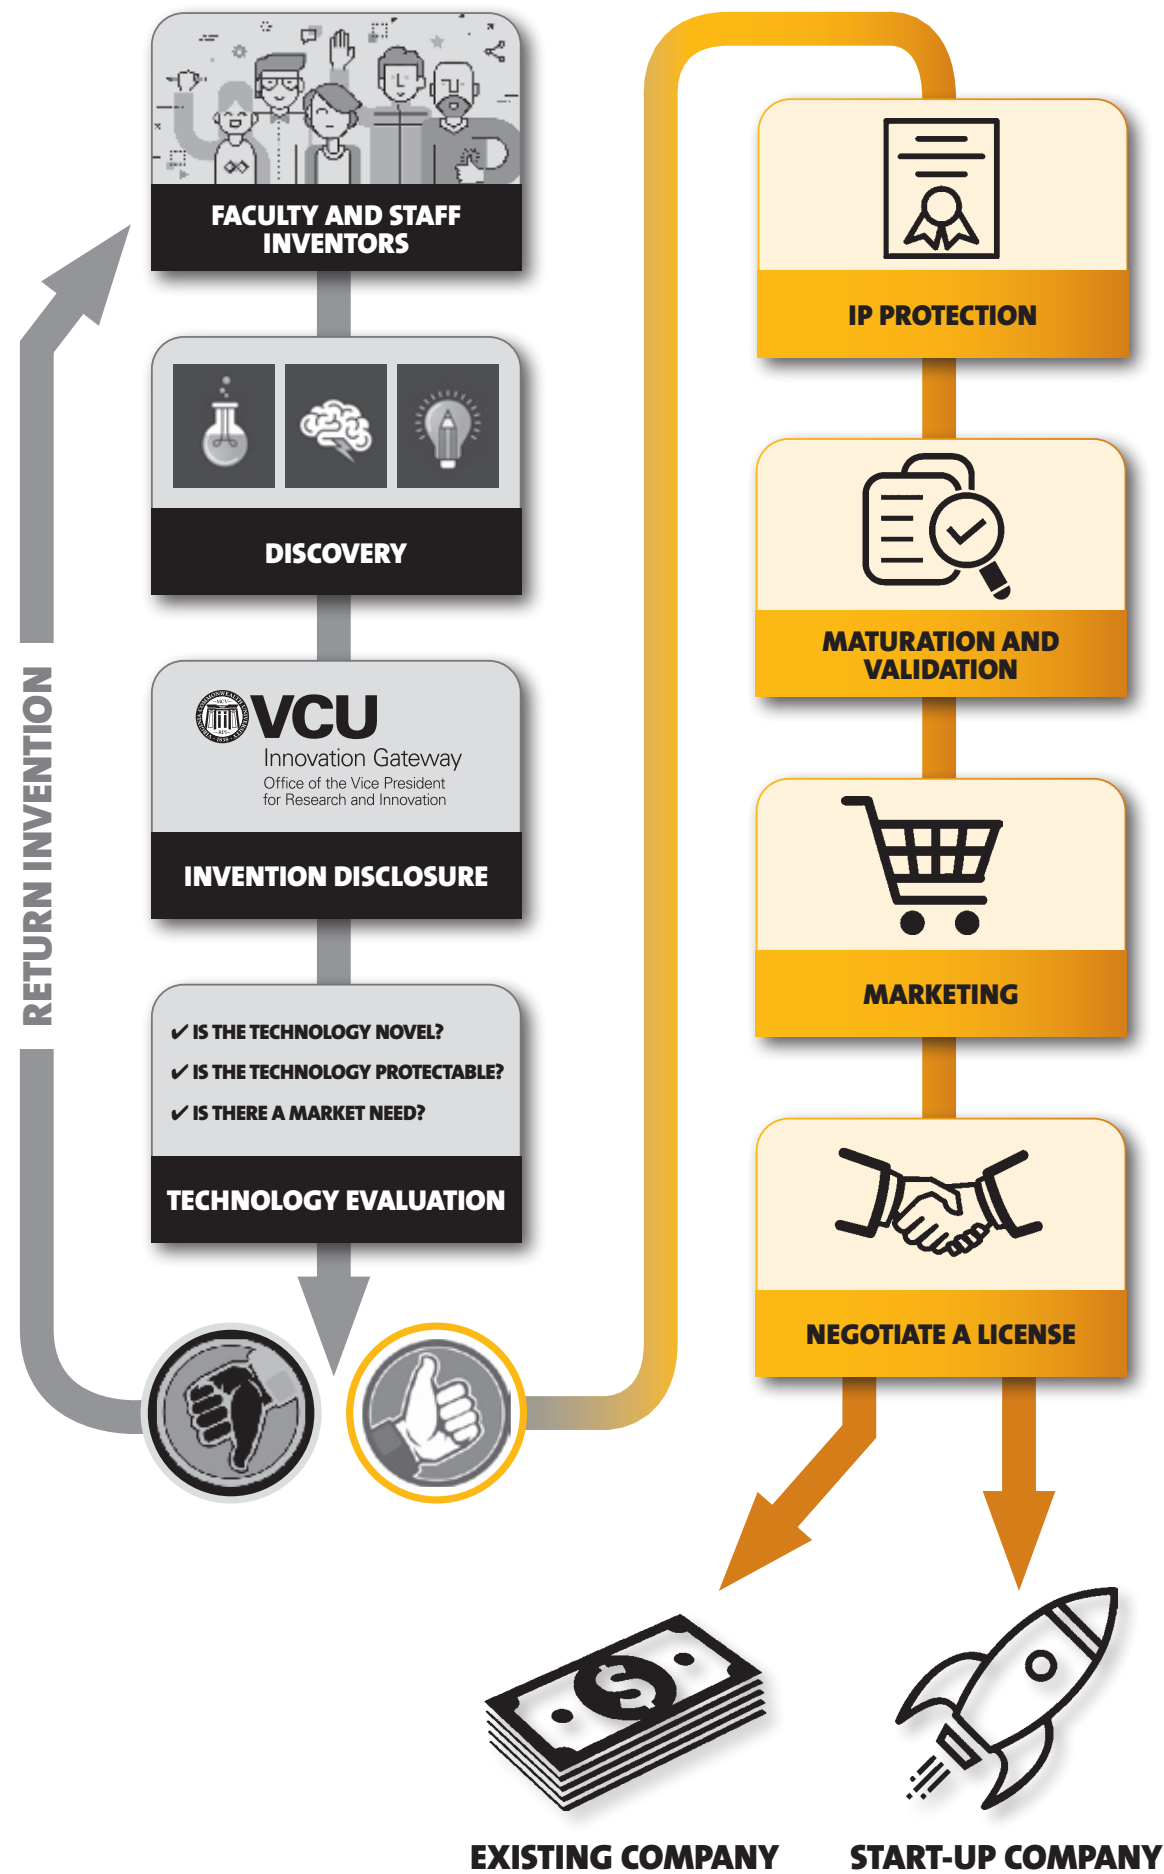 FACULTY AND STAFF
INVENTORS
DISCOVERY
VCU
Innovation Gateway
Office of the Vice President
for Research and Innovation
INVENTION DISCLOSURE
✔ IS THE TECHNOLOGY NOVEL?
✔ IS THE TECHNOLOGY PROTECTABLE?
✔ IS THERE A MARKET NEED?
TECHNOLOGY EVALUATION
RETURN INVENTION
IP PROTECTION
MATURATION AND
VALIDATION
MARKETING
NEGOTIATE A LICENSE
EXISTING COMPANY
START-UP COMPANY